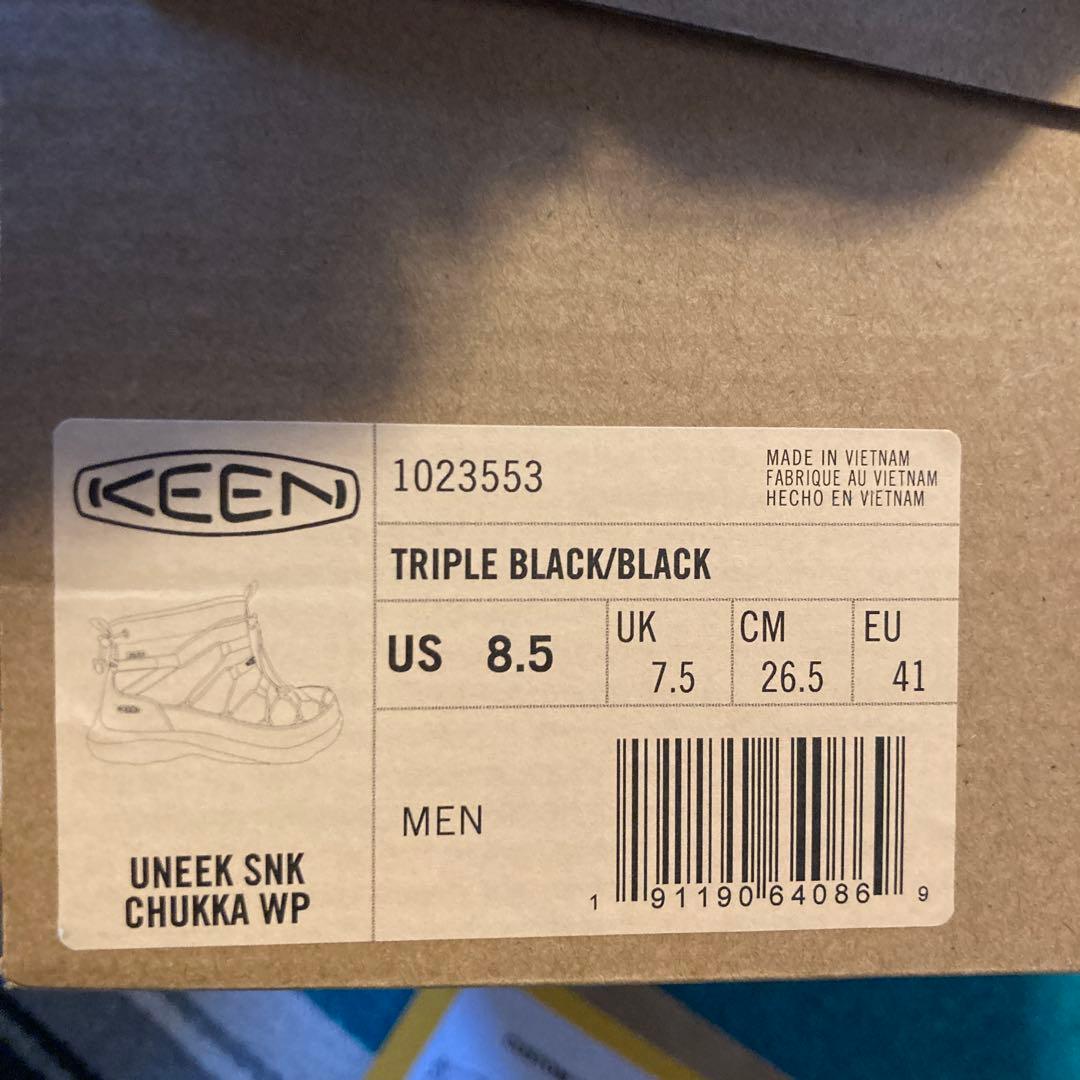 KEEN
1023553
MADE IN VIETNAM
FABRIQUE AU VIETNAM
HECHO EN VIETNAM
TRIPLE BLACK/BLACK
US 8.5
UK 7.5
CM 26.5
EU 41
MEN
UNEEK SNK
CHUKKA WP
1 91190 64086 9